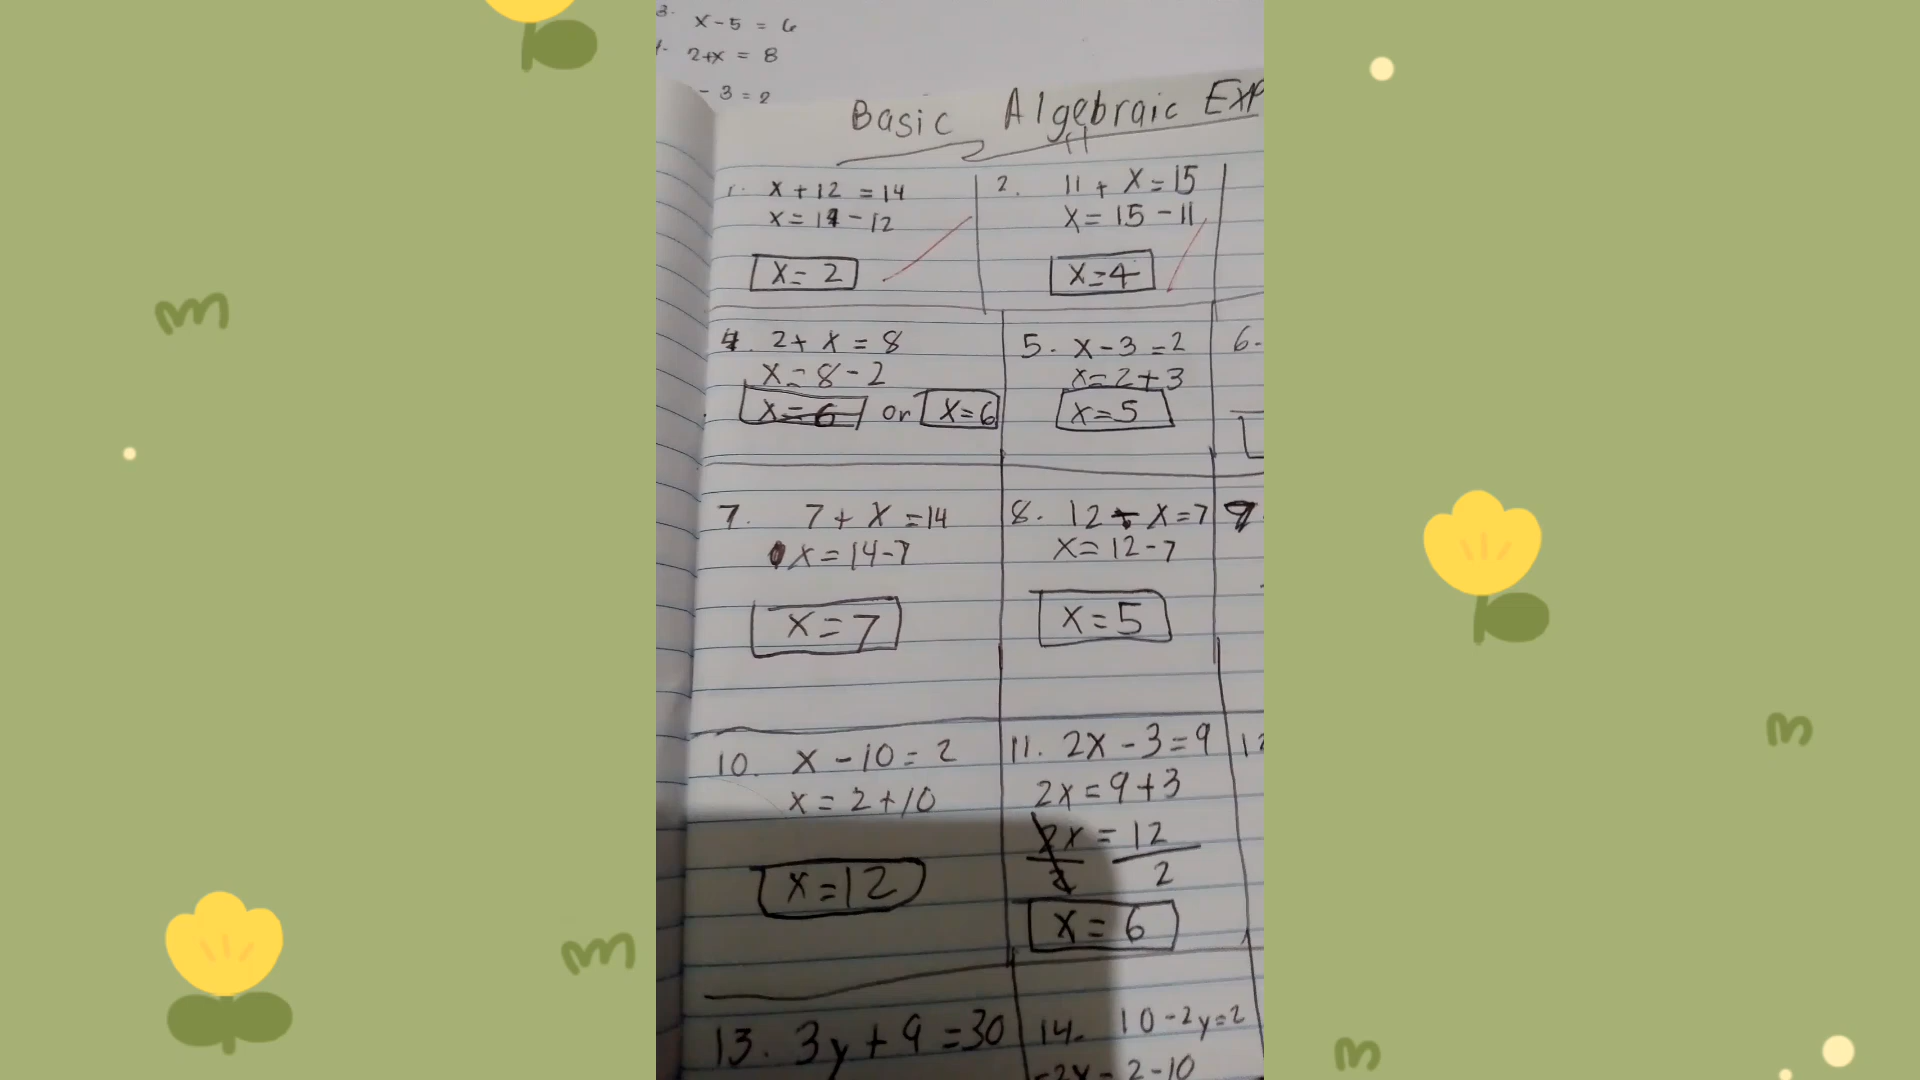 3. x-5 = 6
2+x = 8
- 3 = 2
Basic Algebraic Exp
1. x + 12 = 14
x = 14 - 12
x = 2
2. 11 + x = 15
x = 15 - 11
x = 4
4. 2 + x = 8
x = 8 - 2
x = 6 or x = 6
5. x - 3 = 2
x = 2 + 3
x = 5
6.
7. 7 + x = 14
x = 14 - 7
x = 7
8. 12 - x = 7
x = 12 - 7
x = 5
9
10. x - 10 = 2
x = 2 + 10
x = 12
11. 2x - 3 = 9
2x = 9 + 3
2x = 12
2 2
x = 6
13. 3y + 9 = 30
14. 10 - 2y = 2